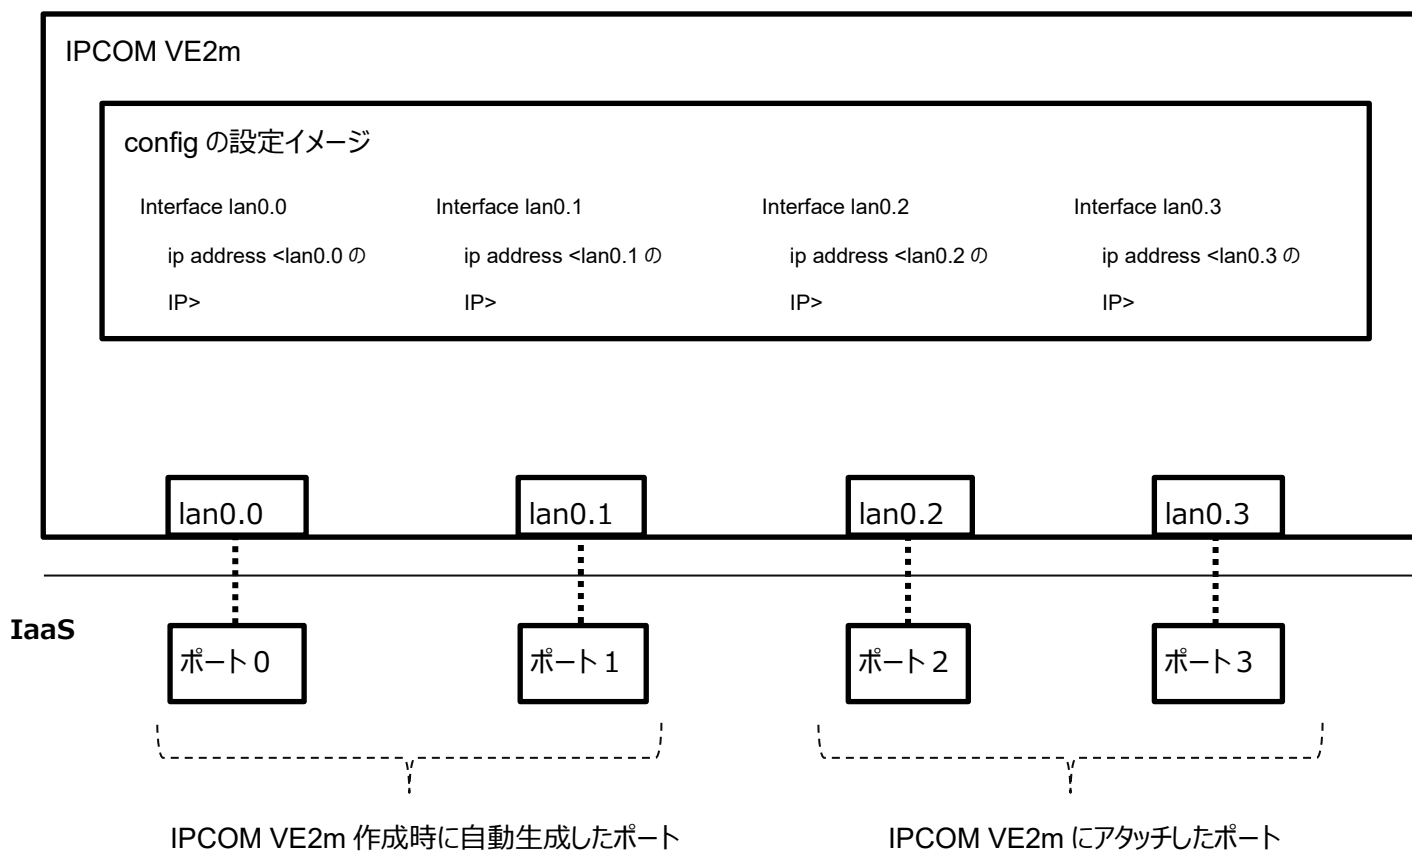 IPCOM VE2m
config の設定イメージ
Interface lan0.0
ip address <lan0.0 の
IP>
Interface lan0.1
ip address <lan0.1 の
IP>
Interface lan0.2
ip address <lan0.2 の
IP>
Interface lan0.3
ip address <lan0.3 の
IP>
lan0.0
lan0.1
lan0.2
lan0.3
IaaS
ポート0
ポート1
ポート2
ポート3
IPCOM VE2m 作成時に自動生成したポート
IPCOM VE2m にアタッチしたポート